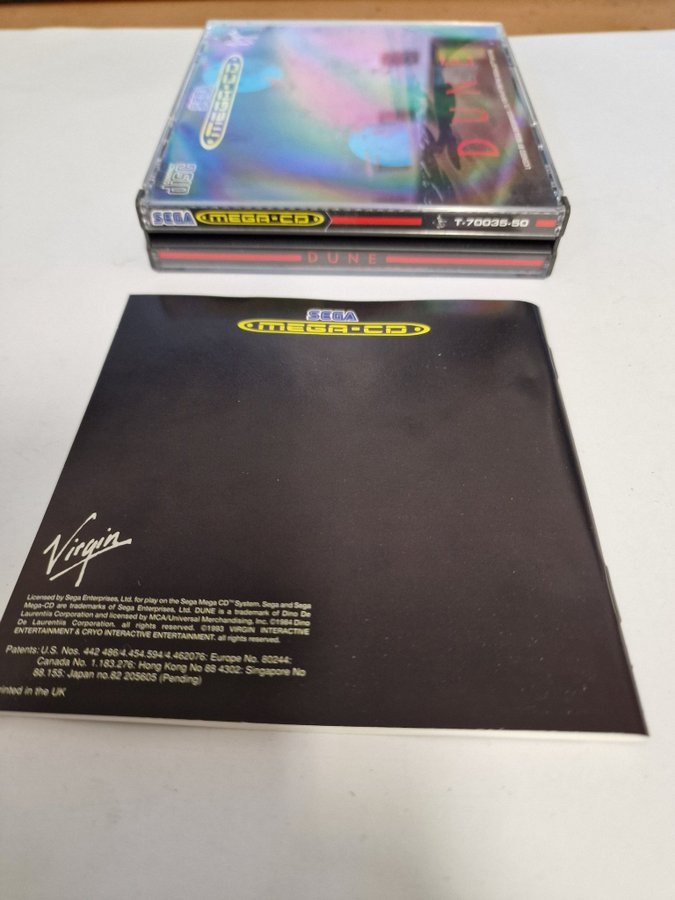 Virgin
SEGA
MEGA-CD
disc
DUNE
SEGA MEGA-CD T-70035-50
DUNE
SEGA
MEGA-CD
Virgin
Licensed by Sega Enterprises, Ltd. for play on the Sega Mega CD™ System. Sega and Sega
Mega-CD are trademarks of Sega Enterprises, Ltd. DUNE is a trademark of Dino De
Laurentiis Corporation and licensed by MCA/Universal Merchandising, Inc. ©1984 Dino
De Laurentiis Corporation. all rights reserved. ©1993 VIRGIN INTERACTIVE
ENTERTAINMENT & CRYO INTERACTIVE ENTERTAINMENT. all rights reserved.
Patents: U.S. Nos. 442 486/4.454.594/4.462076: Europe No. 80244:
Canada No. 1.183.276: Hong Kong No 88 4302: Singapore No
88.155: Japan no.82 205605 (Pending)
Printed in the UK